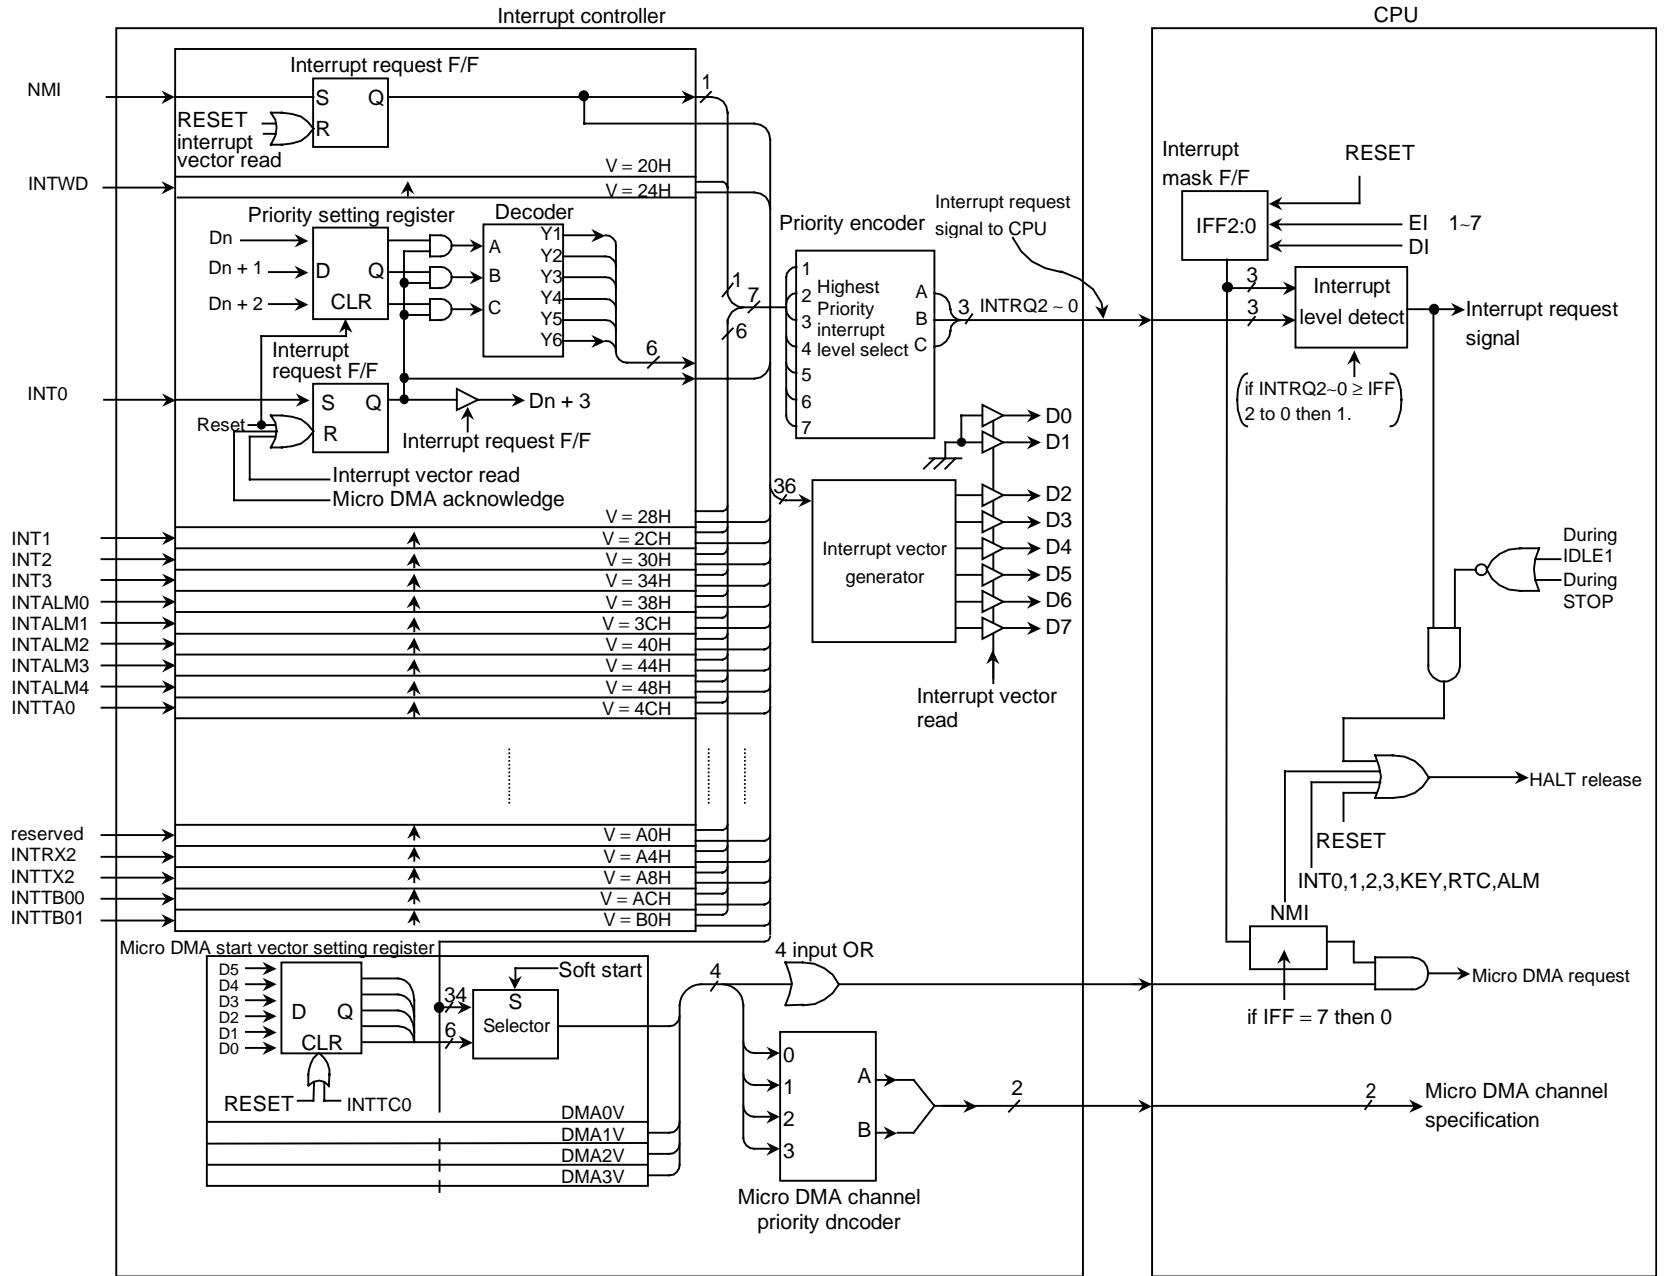 Interrupt controller
CPU
NMI
Interrupt request F/F
S
Q
R
RESET
interrupt
vector read
1
V = 20H
INTWD
V = 24H
Priority setting register
Dn
Dn + 1
Dn + 2
D
Q
CLR
Decoder
A
B
C
Y1
Y2
Y3
Y4
Y5
Y6
6
Interrupt
request F/F
INT0
S
Q
R
Reset
Dn + 3
Interrupt request F/F
Interrupt vector read
Micro DMA acknowledge
V = 28H
INT1
V = 2CH
INT2
V = 30H
INT3
V = 34H
INTALM0
V = 38H
INTALM1
V = 3CH
INTALM2
V = 40H
INTALM3
V = 44H
INTALM4
V = 48H
INTTA0
V = 4CH
reserved
V = A0H
INTRX2
V = A4H
INTTX2
V = A8H
INTTB00
V = ACH
INTTB01
V = B0H
1
7
6
Priority encoder
1
2
3
4
5
6
7
Highest
Priority
interrupt
level select
A
B
C
3
INTRQ2 ~ 0
Interrupt request
signal to CPU
36
Interrupt vector
generator
D0
D1
D2
D3
D4
D5
D6
D7
Interrupt vector
read
Interrupt
mask F/F
RESET
IFF2:0
EI 1~7
DI
3
3
Interrupt
level detect
Interrupt request
signal
if INTRQ2~0 ≥ IFF
2 to 0 then 1.
During
IDLE1
During
STOP
HALT release
RESET
INT0,1,2,3,KEY,RTC,ALM
NMI
if IFF = 7 then 0
Micro DMA request
Micro DMA start vector setting register
D5
D4
D3
D2
D1
D0
D
Q
CLR
RESET
INTTC0
34
6
Soft start
S
Selector
DMA0V
DMA1V
DMA2V
DMA3V
4
4 input OR
0
1
2
3
A
B
2
Micro DMA channel
priority dncoder
2
Micro DMA channel
specification